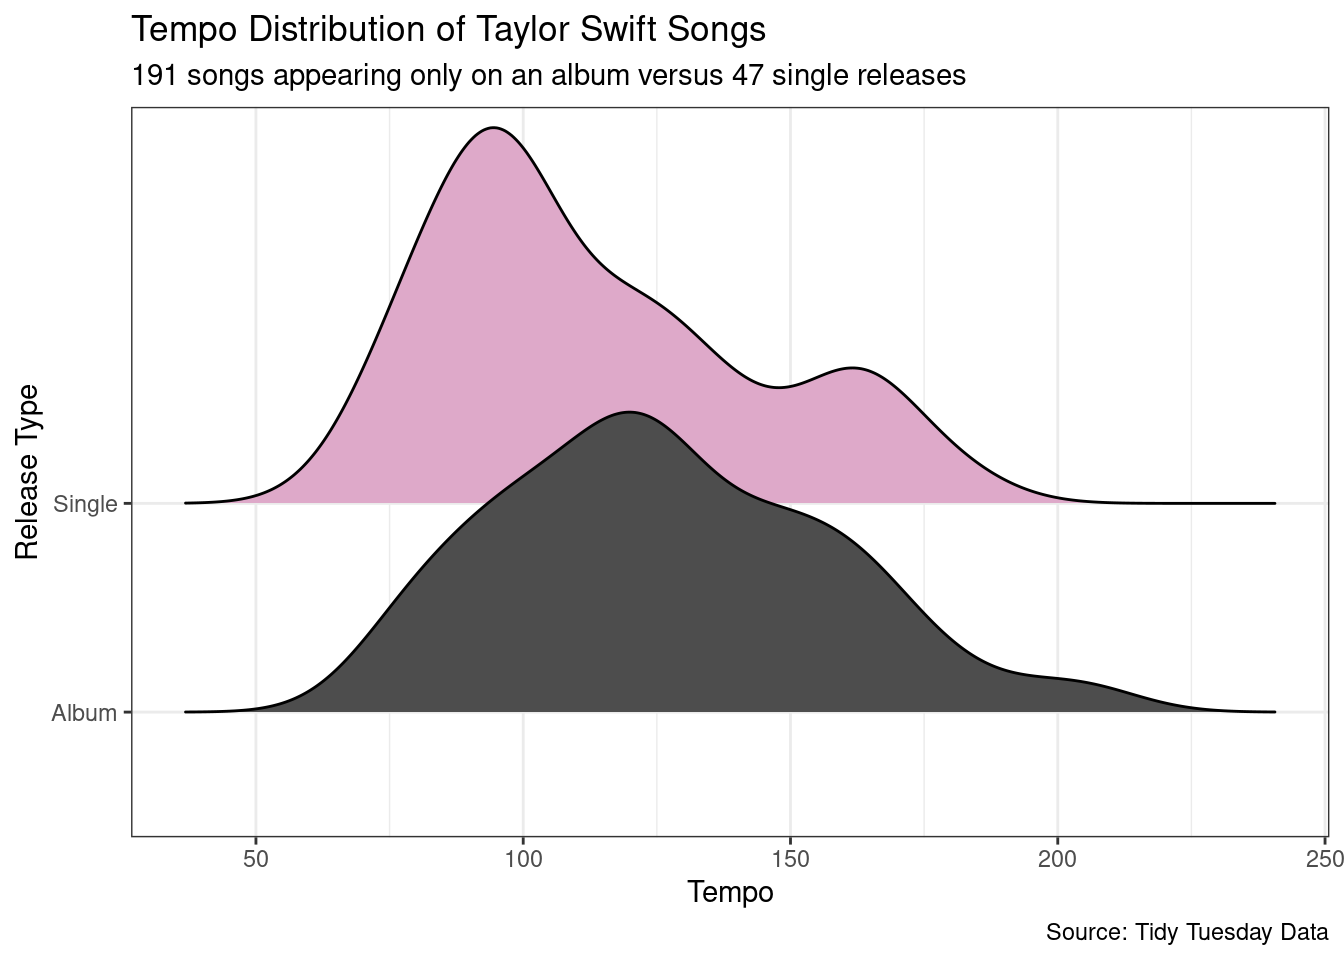 Tempo Distribution of Taylor Swift Songs
191 songs appearing only on an album versus 47 single releases
Release Type
Single
Album
50 100 150 200 250
Tempo
Source: Tidy Tuesday Data